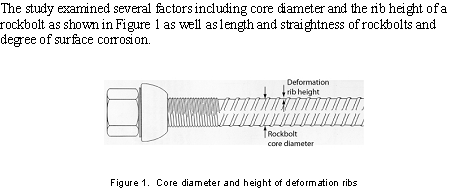 The study examined several factors including core diameter and the rib height of a
rockbolt as shown in Figure 1 as well as length and straightness of rockbolts and
degree of surface corrosion.
Deformation
rib height
Rockbolt
core diameter
Figure 1. Core diameter and height of deformation ribs